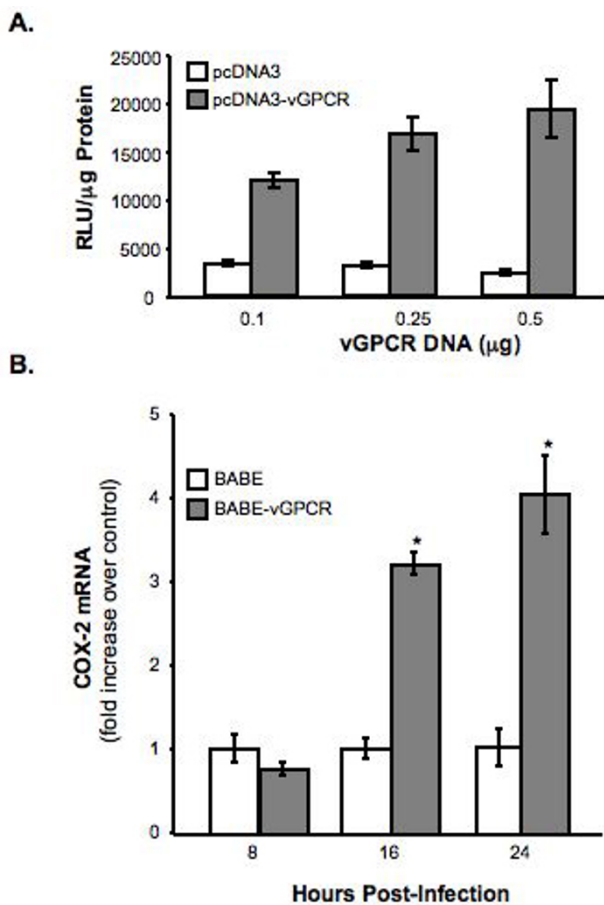 A.
RLU/µg Protein
25000
20000
15000
10000
5000
0
pcDNA3
pcDNA3-vGPCR
0.1
0.25
0.5
vGPCR DNA (µg)
B.
COX-2 mRNA
(fold increase over control)
5
4
3
2
1
0
BABE
BABE-vGPCR
*
*
8
16
24
Hours Post-Infection